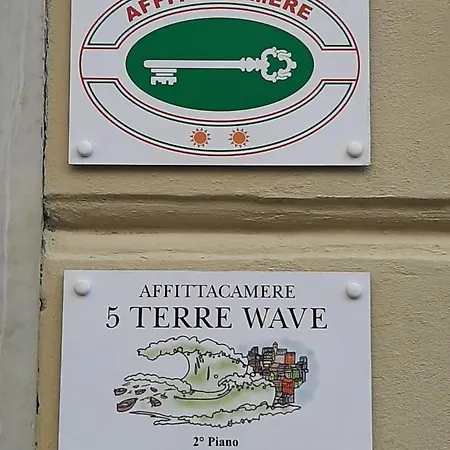 AFFITTACAMERE
AFFITTACAMERE
5 TERRE WAVE
2° Piano